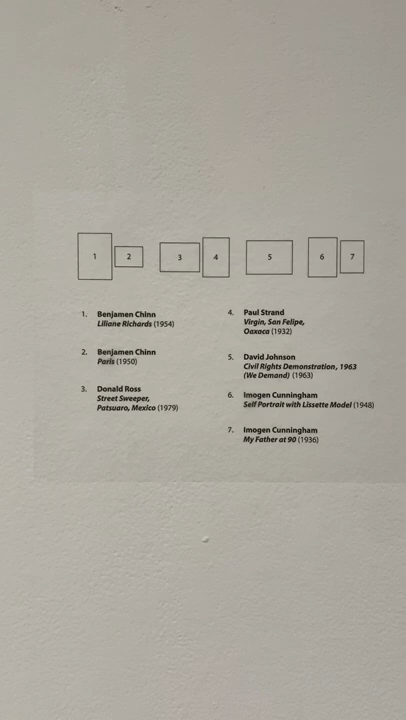 1 2 3 4 5 6 7
1. Benjamen Chinn
Liliane Richards (1954)
2. Benjamen Chinn
Paris (1950)
3. Donald Ross
Street Sweeper,
Patsuaro, Mexico (1979)
4. Paul Strand
Virgin, San Felipe,
Oaxaca (1932)
5. David Johnson
Civil Rights Demonstration, 1963
(We Demand) (1963)
6. Imogen Cunningham
Self Portrait with Lissette Model (1948)
7. Imogen Cunningham
My Father at 90 (1936)